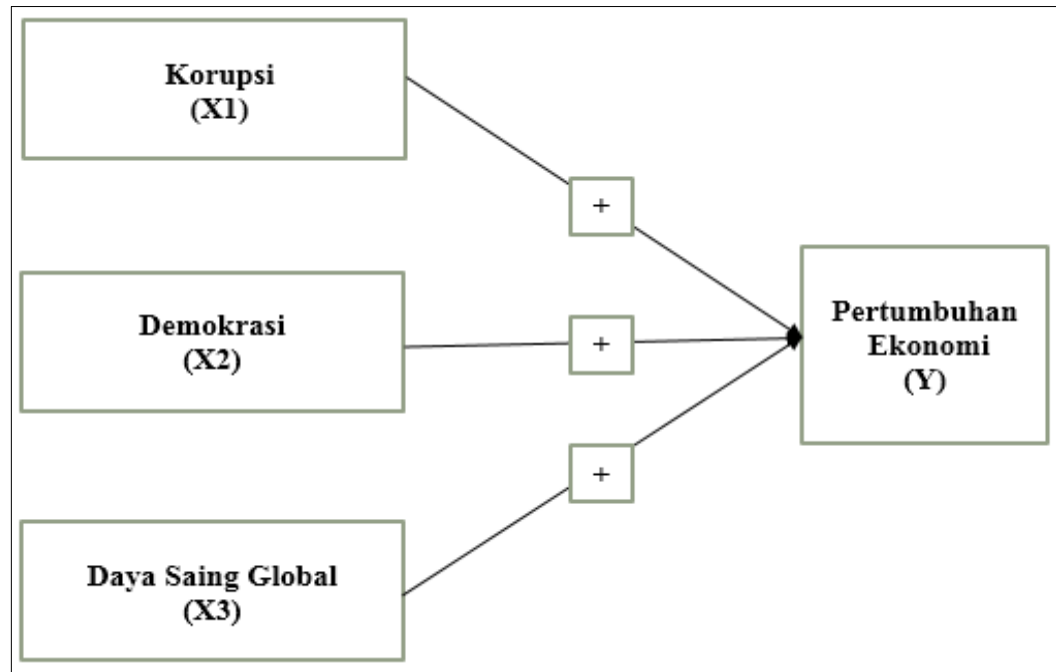 Korupsi
(X1)
+
Demokrasi
(X2)
+
Pertumbuhan
Ekonomi
(Y)
+
Daya Saing Global
(X3)